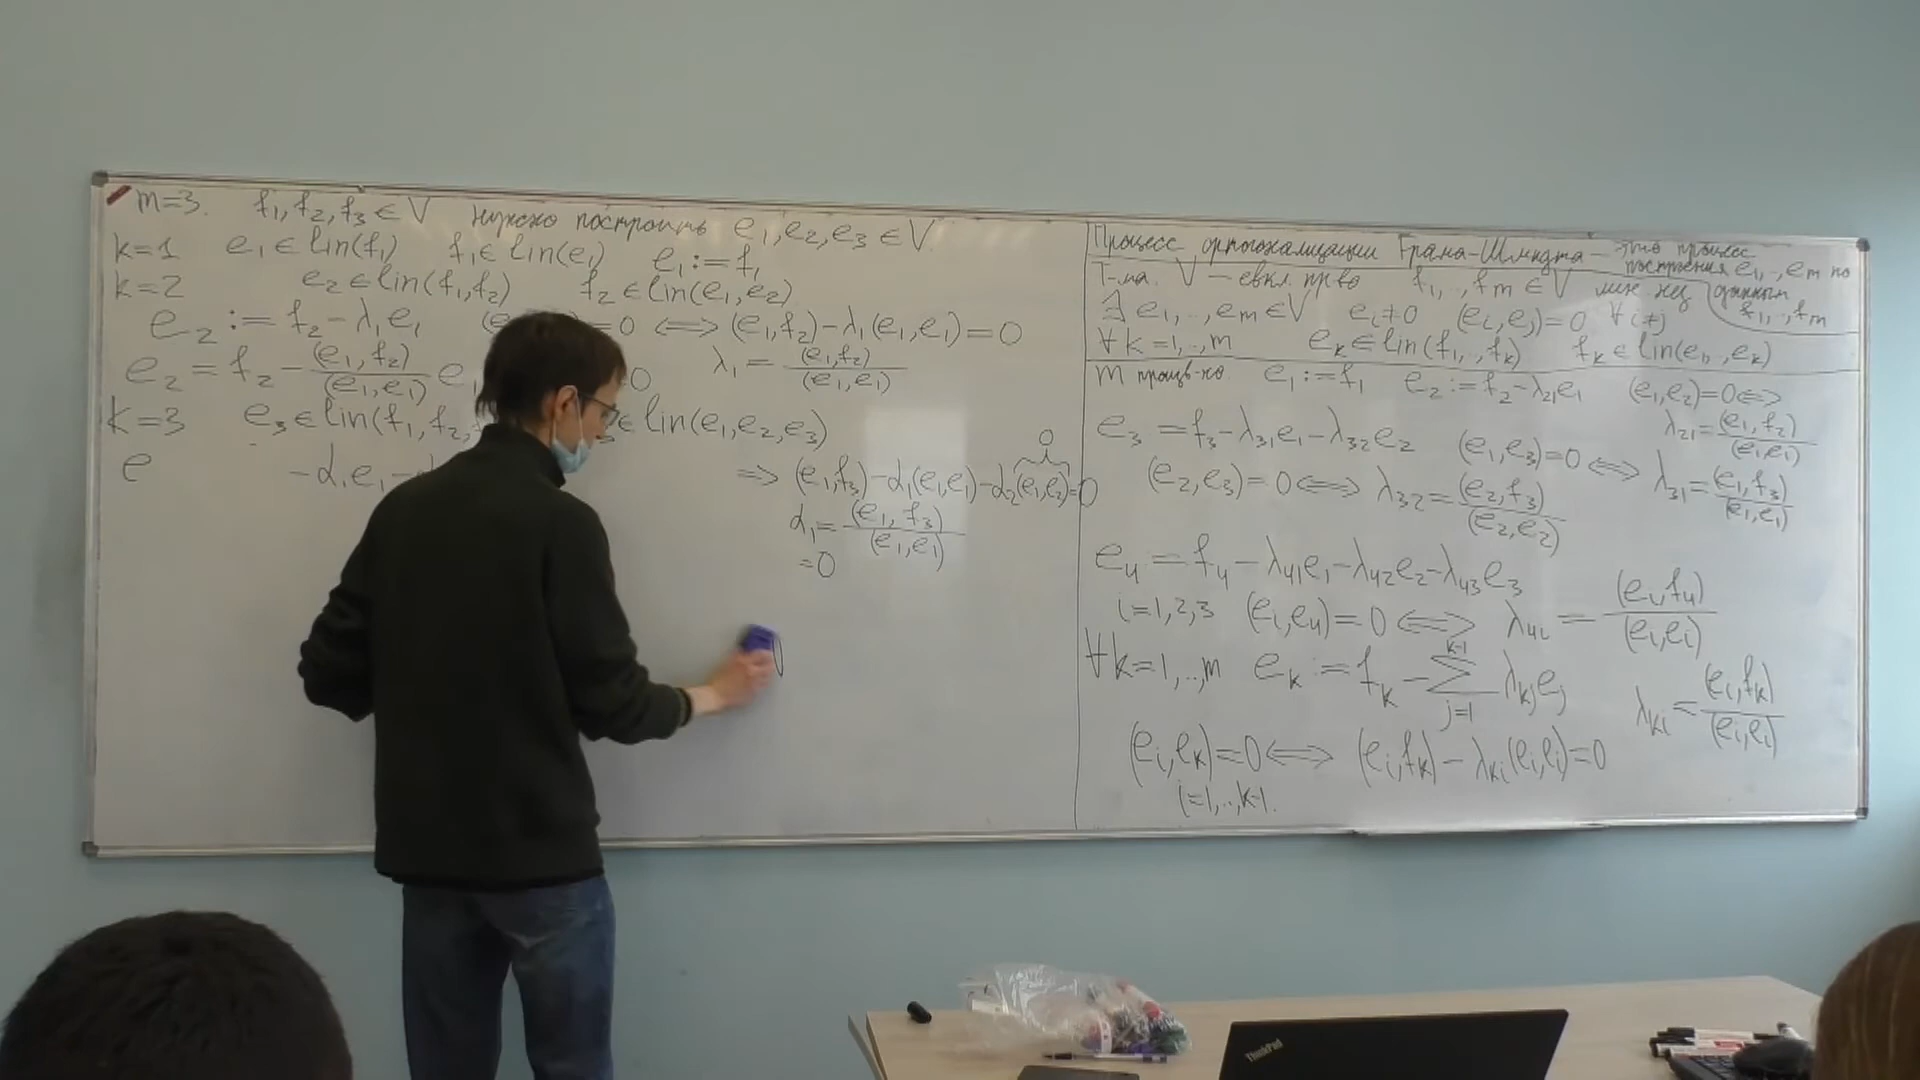 m=3. f₁, f₂, f₃ ∈ V нужно построить e₁, e₂, e₃ ∈ V.
k=1 e₁ ∈ lin(f₁) f₁ ∈ lin(e₁) e₁ := f₁
k=2 e₂ ∈ lin(f₁, f₂) f₂ ∈ lin(e₁, e₂)
e₂ := f₂ - λ₁e₁ =0 ⟺ (e₁, f₂) - λ₁(e₁, e₁) = 0
e₂ = f₂ - (e₁, f₂)/(e₁, e₁) e₁ 0 λ₁ = (e₁, f₂)/(e₁, e₁)
k=3 e₃ ∈ lin(f₁, f₂, ∈ lin(e₁, e₂, e₃)
e -α₁e₁ - ⇒ (e₁, f₃) - α₁(e₁, e₁) - α₂(e₁, e₂) = 0
0
α₁ = (e₁, f₃)/(e₁, e₁)
=0
Процесс ортогонализации Грама-Шмидта - это процесс
построения e₁, .., eₘ по
данным
f₁, .., fₘ
Т-ма. V - евкл. пр-во f₁, .., fₘ ∈ V лин нез
∃ e₁, .., eₘ ∈ V eᵢ ≠ 0 (eᵢ, eⱼ) = 0 ∀ i≠j
∀ k = 1, .., m eₖ ∈ lin(f₁, .., fₖ) fₖ ∈ lin(e₁, .., eₖ)
m произв-но. e₁ := f₁ e₂ := f₂ - λ₂₁e₁ (e₁, e₂) = 0 ⟺
λ₂₁ = (e₁, f₂)/(e₁, e₁)
e₃ = f₃ - λ₃₁e₁ - λ₃₂e₂ (e₁, e₃) = 0 ⟺ λ₃₁ = (e₁, f₃)/(e₁, e₁)
(e₂, e₃) = 0 ⟺ λ₃₂ = (e₂, f₃)/(e₂, e₂)
e₄ = f₄ - λ₄₁e₁ - λ₄₂e₂ - λ₄₃e₃
i=1,2,3 (eᵢ, e₄) = 0 ⟺ λ₄ᵢ = (eᵢ, f₄)/(eᵢ, eᵢ)
∀ k = 1, .., m eₖ := fₖ - ∑ⱼ₌₁ᵏ⁻¹ λₖⱼeⱼ λₖᵢ = (eᵢ, fₖ)/(eᵢ, eᵢ)
(eᵢ, eₖ) = 0 ⟺ (eᵢ, fₖ) - λₖᵢ(eᵢ, eᵢ) = 0
i=1, .., k-1.
ThinkPad